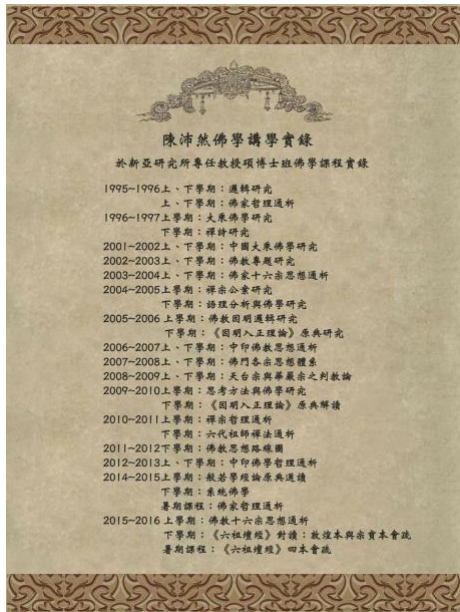 陳沛然佛學講學實錄
於新亞研究所專任教授碩博士班佛學課程實錄
1995~1996上、下學期：邏輯研究
上、下學期：佛家哲理通析
1996~1997上學期：大乘佛學研究
下學期：禪詩研究
2001~2002上、下學期：中國大乘佛學研究
2002~2003上、下學期：佛教專題研究
2003~2004上、下學期：佛家十六宗思想通析
2004~2005上學期：禪宗公案研究
下學期：語理分析與佛學研究
2005~2006上學期：佛教因明邏輯研究
下學期：《因明入正理論》原典研究
2006~2007上、下學期：中印佛教思想通析
2007~2008上、下學期：佛門各宗思想體系
2008~2009上、下學期：天台宗與華嚴宗之判教論
2009~2010上學期：思考方法與佛學研究
下學期：《因明入正理論》原典解讀
2010~2011上學期：禪宗哲理通析
下學期：六代祖師禪法通析
2011~2012下學期：佛教思想路線圖
2012~2013上、下學期：中印佛學哲理通析
2014~2015上學期：般若學經論原典選讀
下學期：系統佛學
暑期課程：佛家哲理通析
2015~2016上學期：佛教十六宗思想通析
下學期：《六祖壇經》對讀：敦煌本與宗寶本會疏
暑期課程：《六祖壇經》四本會疏